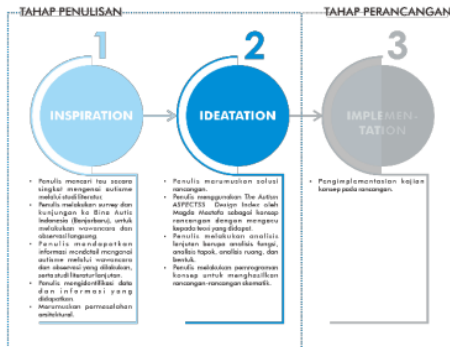 TAHAP PENULISAN
TAHAP PERANCANGAN
1
INSPIRATION
• Penulis mencari tau secara
singkat mengenai autisme
melalui studi literatur.
• Penulis melakukan survey dan
kunjungan ke Bina Autis
Indonesia (Banjarbaru), untuk
melakukan wawancara dan
observasi langsung.
• Penulis mendapatkan
informasi mendetail mengenai
autisme melalui wawancara
dan observasi yang dilakukan,
serta studi literatur lanjutan.
• Penulis mengidentifikasi data
dan informasi yang
didapatkan.
• Merumuskan permasalahan
arsitektural.
2
IDEATATION
• Penulis merumuskan solusi
rancangan.
• Penulis menggunakan The Autism
ASPECTSS Design Index oleh
Magda Mostafa sebagai konsep
rancangan dengan mengacu
kepada teori yang didapat.
• Penulis melakukan analisis
lanjutan berupa analisis fungsi,
analisis tapak, analisis ruang, dan
bentuk.
• Penulis melakukan pemrograman
konsep untuk menghasilkan
rancangan-rancangan skematik.
3
IMPLEMEN-
TATION
• Pengimplementasian kajian
konsep pada rancangan.